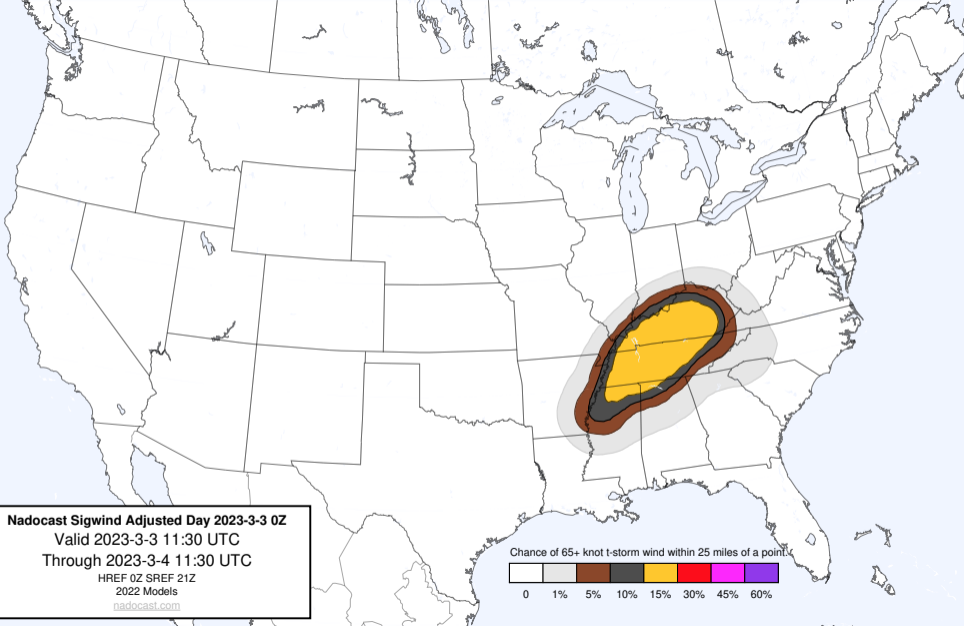 Nadocast Sigwind Adjusted Day 2023-3-3 0Z
Valid 2023-3-3 11:30 UTC
Through 2023-3-4 11:30 UTC
HREF 0Z SREF 21Z
2022 Models
nadocast.com
Chance of 65+ knot t-storm wind within 25 miles of a point.
0 1% 5% 10% 15% 30% 45% 60%